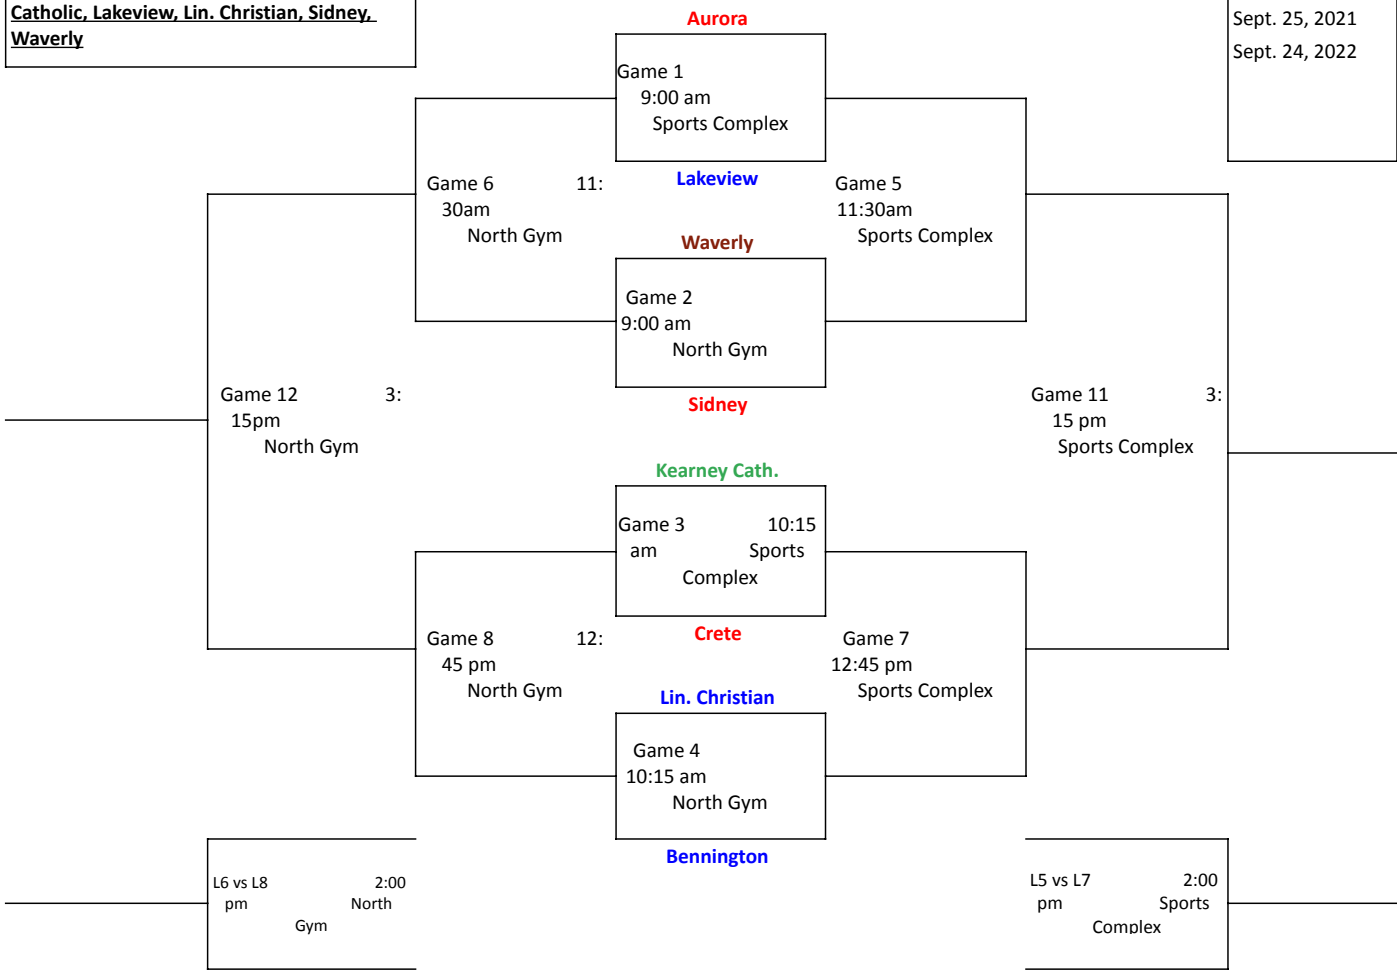 Catholic, Lakeview, Lin. Christian, Sidney,
Waverly
Sept. 25, 2021
Sept. 24, 2022
Aurora
Game 1
9:00 am
Sports Complex
Lakeview
Game 6 11:
30am
North Gym
Game 5
11:30am
Sports Complex
Waverly
Game 2
9:00 am
North Gym
Sidney
Game 12 3:
15pm
North Gym
Game 11 3:
15 pm
Sports Complex
Kearney Cath.
Game 3 10:15
am Sports
Complex
Crete
Game 8 12:
45 pm
North Gym
Game 7
12:45 pm
Sports Complex
Lin. Christian
Game 4
10:15 am
North Gym
Bennington
L6 vs L8 2:00
pm North
Gym
L5 vs L7 2:00
pm Sports
Complex